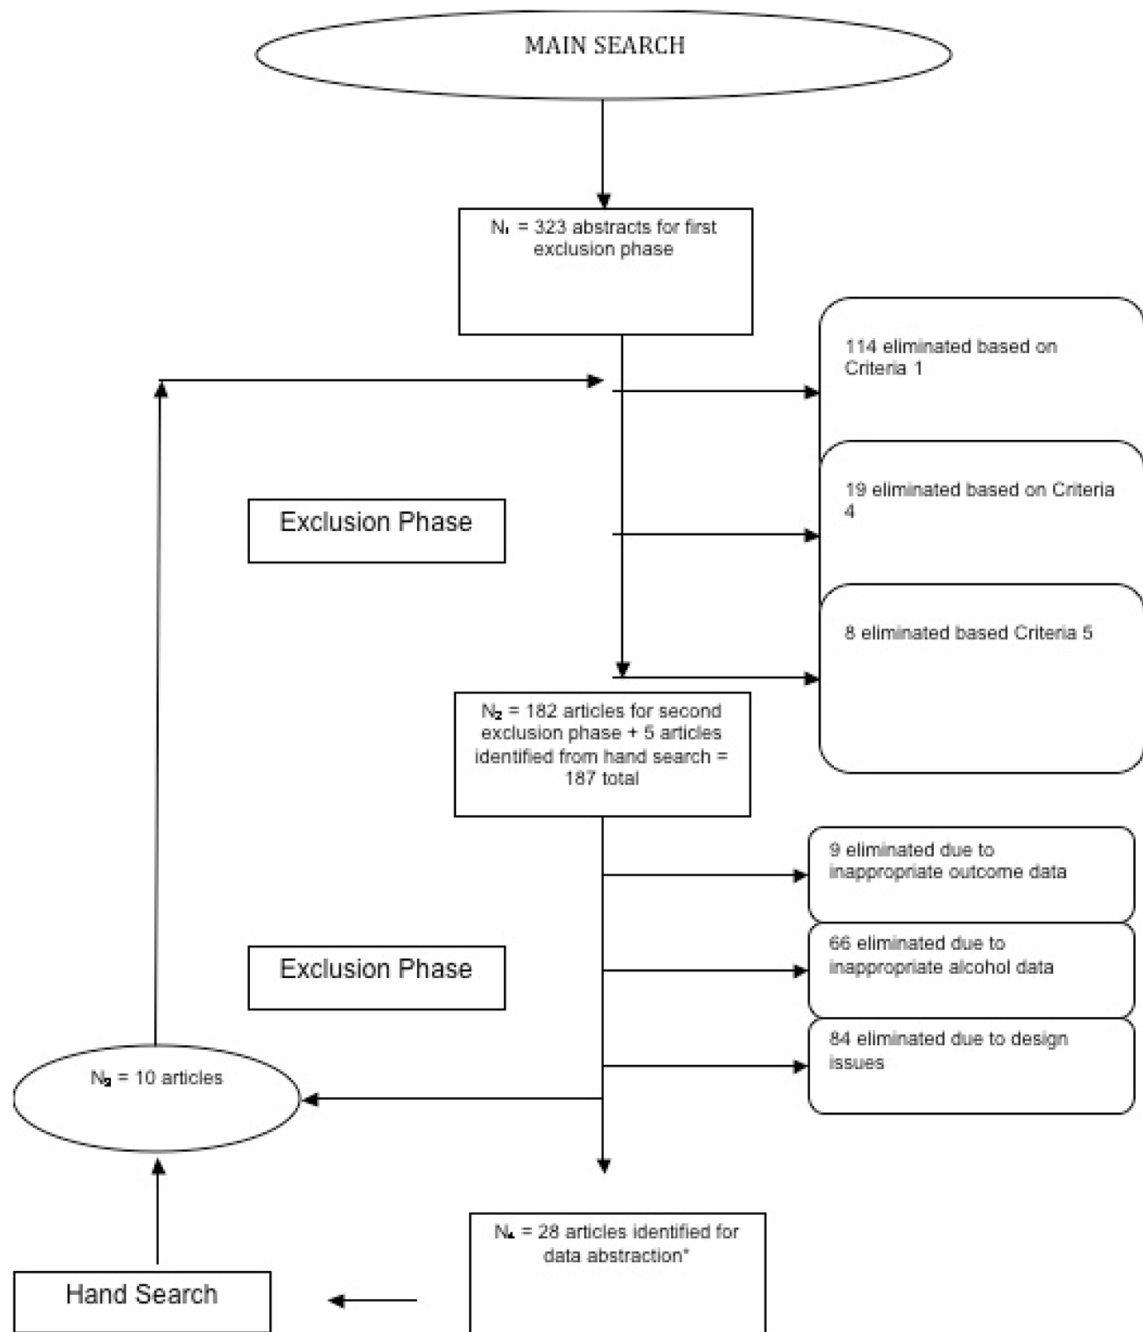 MAIN SEARCH
N₁ = 323 abstracts for first
exclusion phase
114 eliminated based on
Criteria 1
19 eliminated based on Criteria
4
Exclusion Phase
8 eliminated based Criteria 5
N₂ = 182 articles for second
exclusion phase + 5 articles
identified from hand search =
187 total
9 eliminated due to
inappropriate outcome data
66 eliminated due to
inappropriate alcohol data
Exclusion Phase
84 eliminated due to design
issues
N₃ = 10 articles
N₄ = 28 articles identified for
data abstraction*
Hand Search